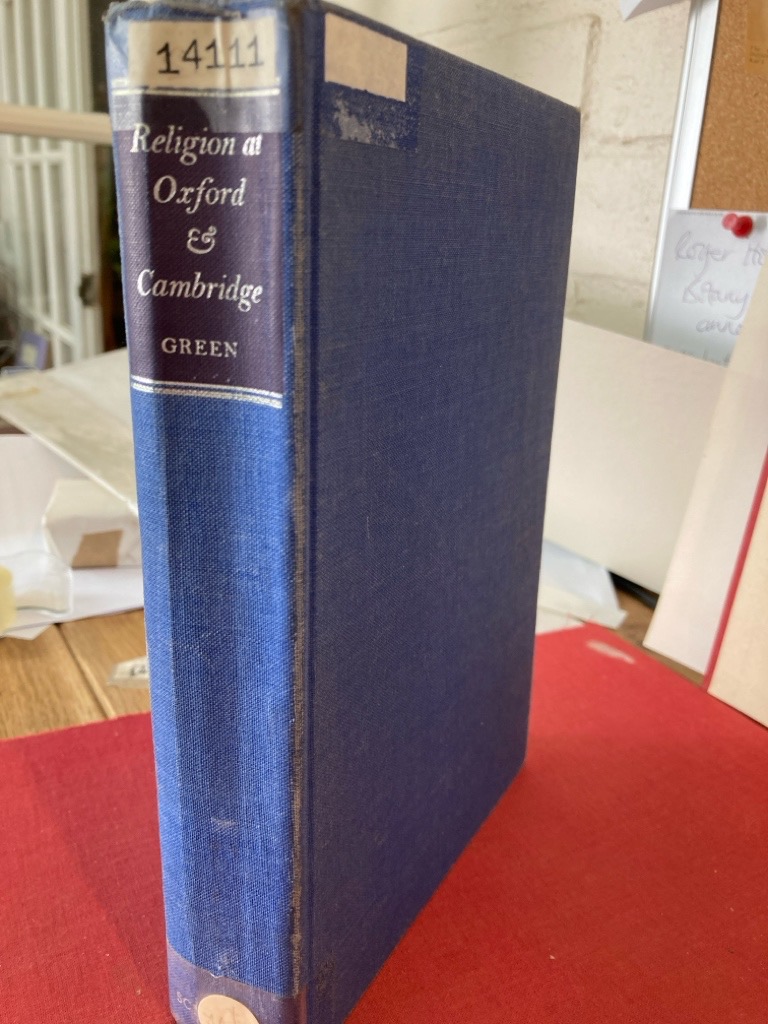 14111
Religion at
Oxford
&
Cambridge
GREEN